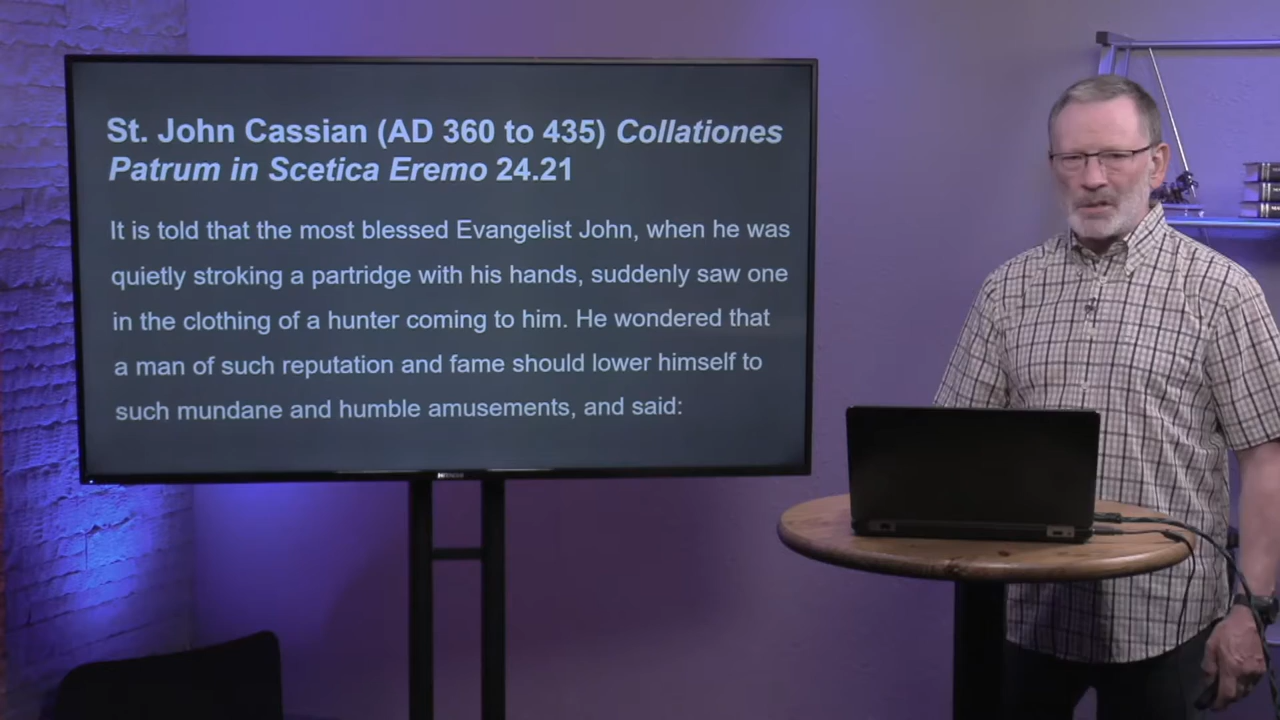 St. John Cassian (AD 360 to 435) Collationes
Patrum in Scetica Eremo 24.21
It is told that the most blessed Evangelist John, when he was
quietly stroking a partridge with his hands, suddenly saw one
in the clothing of a hunter coming to him. He wondered that
a man of such reputation and fame should lower himself to
such mundane and humble amusements, and said:
HITACHI